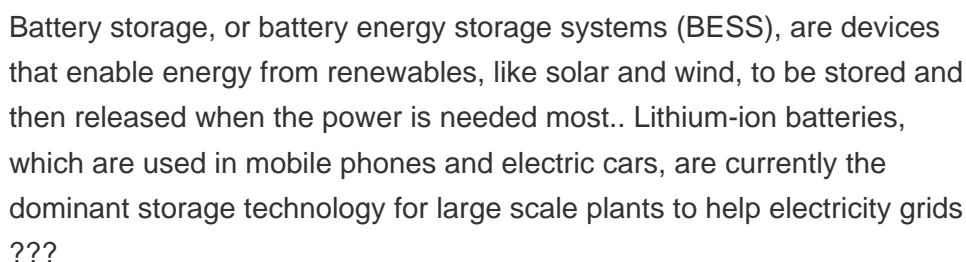 Battery storage, or battery energy storage systems (BESS), are devices
that enable energy from renewables, like solar and wind, to be stored and
then released when the power is needed most.. Lithium-ion batteries,
which are used in mobile phones and electric cars, are currently the
dominant storage technology for large scale plants to help electricity grids
???